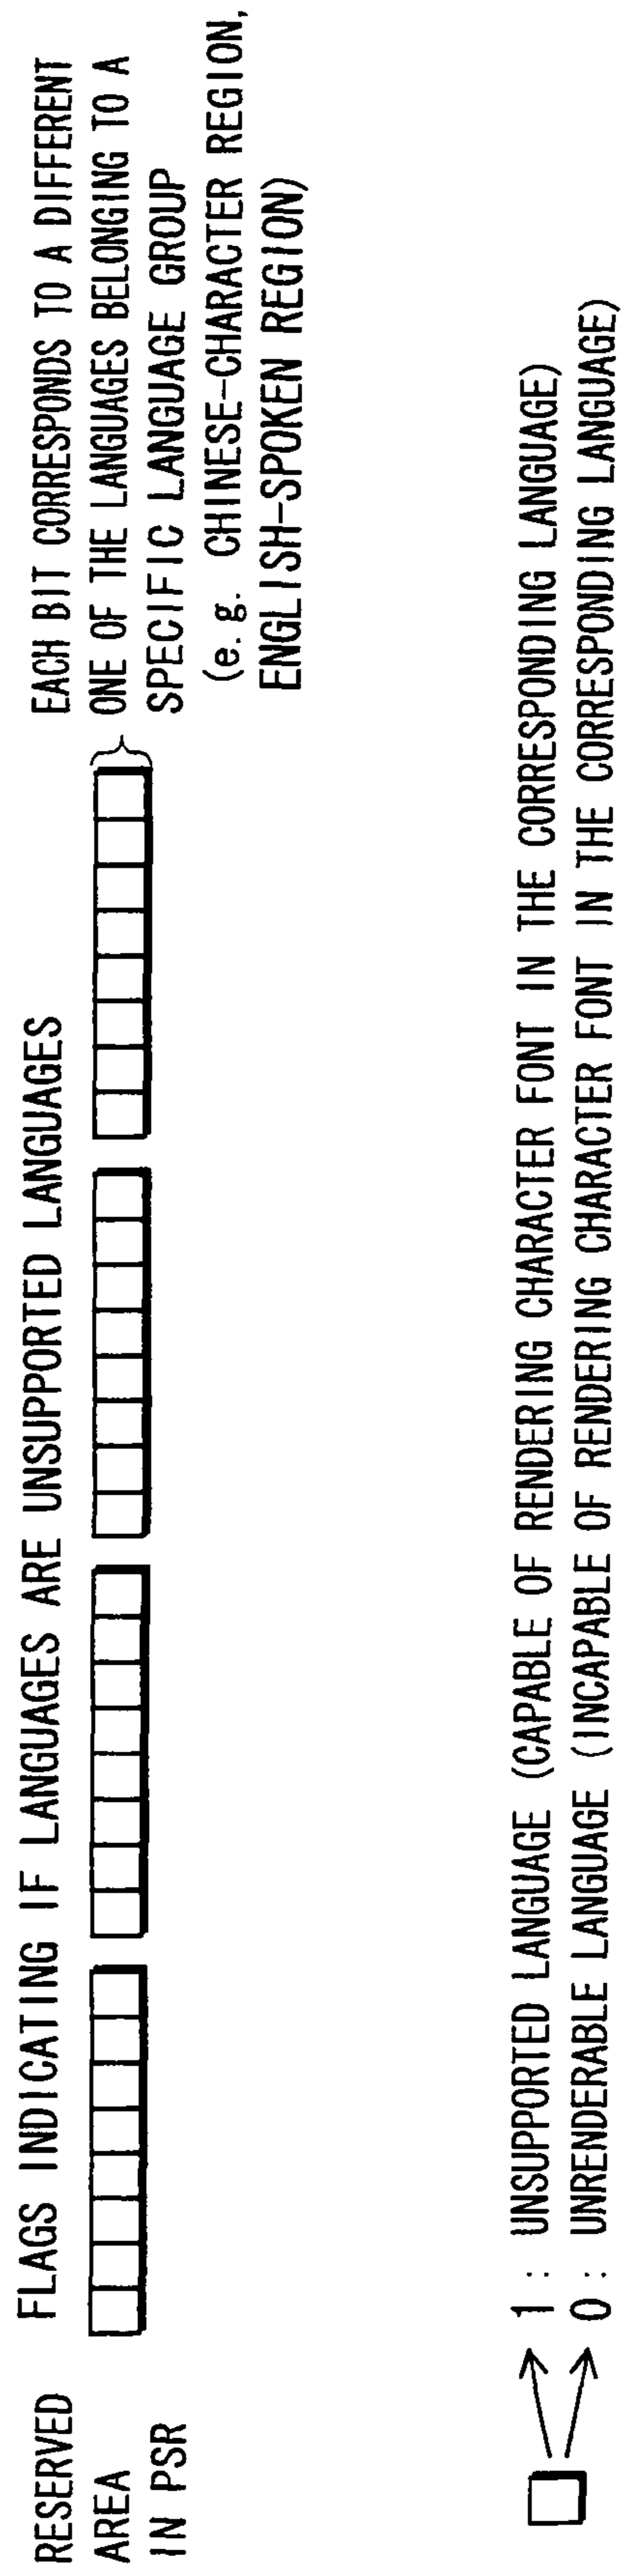 FLAGS INDICATING IF LANGUAGES ARE UNSUPPORTED LANGUAGES
RESERVED
AREA
IN PSR
EACH BIT CORRESPONDS TO A DIFFERENT
ONE OF THE LANGUAGES BELONGING TO A
SPECIFIC LANGUAGE GROUP
(e.g. CHINESE-CHARACTER REGION,
ENGLISH-SPOKEN REGION)
1 : UNSUPPORTED LANGUAGE (CAPABLE OF RENDERING CHARACTER FONT IN THE CORRESPONDING LANGUAGE)
0 : UNRENDERABLE LANGUAGE (INCAPABLE OF RENDERING CHARACTER FONT IN THE CORRESPONDING LANGUAGE)